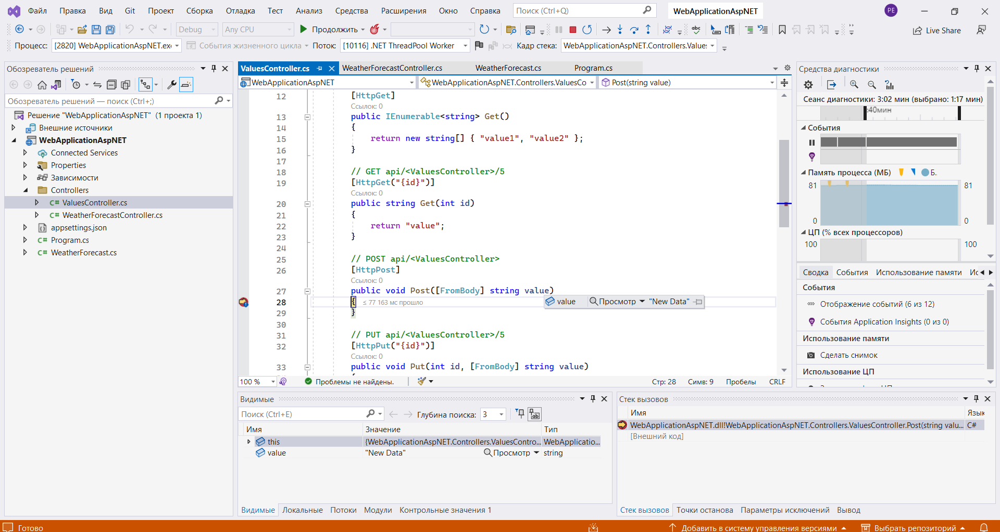 Файл Правка Вид Git Проект Сборка Отладка Тест Анализ Средства Расширения Окно Справка Поиск (Ctrl+Q) WebApplicationAspNET PE
Debug Any CPU Продолжить Live Share
Процесс: [2820] WebApplicationAspNET.exe События жизненного цикла Поток: [10116] .NET ThreadPool Worker Кадр стека: WebApplicationAspNET.Controllers.Values
Обозреватель решений
Обозреватель решений — поиск (Ctrl+;)
Решение "WebApplicationAspNET" (1 проекта 1)
Внешние источники
WebApplicationAspNET
Connected Services
Properties
Зависимости
Controllers
C# ValuesController.cs
C# WeatherForecastController.cs
appsettings.json
C# Program.cs
C# WeatherForecast.cs
ValuesController.cs WeatherForecastController.cs WeatherForecast.cs Program.cs
WebApplicationAspNET WebApplicationAspNET.Controllers.ValuesCo Post(string value)
12 [HttpGet]
Ссылок: 0
13 public IEnumerable<string> Get()
14 {
15 return new string[] { "value1", "value2" };
16 }
17
18 // GET api/<ValuesController>/5
19 [HttpGet("{id}")]
Ссылок: 0
20 public string Get(int id)
21 {
22 return "value";
23 }
24
25 // POST api/<ValuesController>
26 [HttpPost]
Ссылок: 0
27 public void Post([FromBody] string value)
28 { ≤ 77 163 мс прошло value Просмотр "New Data"
29 }
30
31 // PUT api/<ValuesController>/5
32 [HttpPut("{id}")]
Ссылок: 0
33 public void Put(int id, [FromBody] string value)
{
100 % Проблемы не найдены. Стр: 28 Симв: 9 Пробелы CRLF
Средства диагностики
Сеанс диагностики: 3:02 мин (выбрано: 1:17 мин)
:40мин
События
Память процесса (МБ) Б.
81 81
0 0
ЦП (% всех процессоров)
100 100
Сводка События Использование памяти Ис
События
Отображение событий (6 из 12)
События Application Insights (0 из 0)
Использование памяти
Сделать снимок
Использование ЦП
Видимые
Поиск (Ctrl+E) Глубина поиска: 3
Имя Значение Тип
this {WebApplicationAspNET.Controllers.ValuesContro... WebApplicatio...
value "New Data" Просмотр string
Видимые Локальные Потоки Модули Контрольные значения 1
Стек вызовов
Имя Язык
WebApplicationAspNET.dll!WebApplicationAspNET.Controllers.ValuesController.Post(string valu... C#
[Внешний код]
Стек вызовов Точки останова Параметры исключений Вывод
Готово Добавить в систему управления версиями Выбрать репозиторий